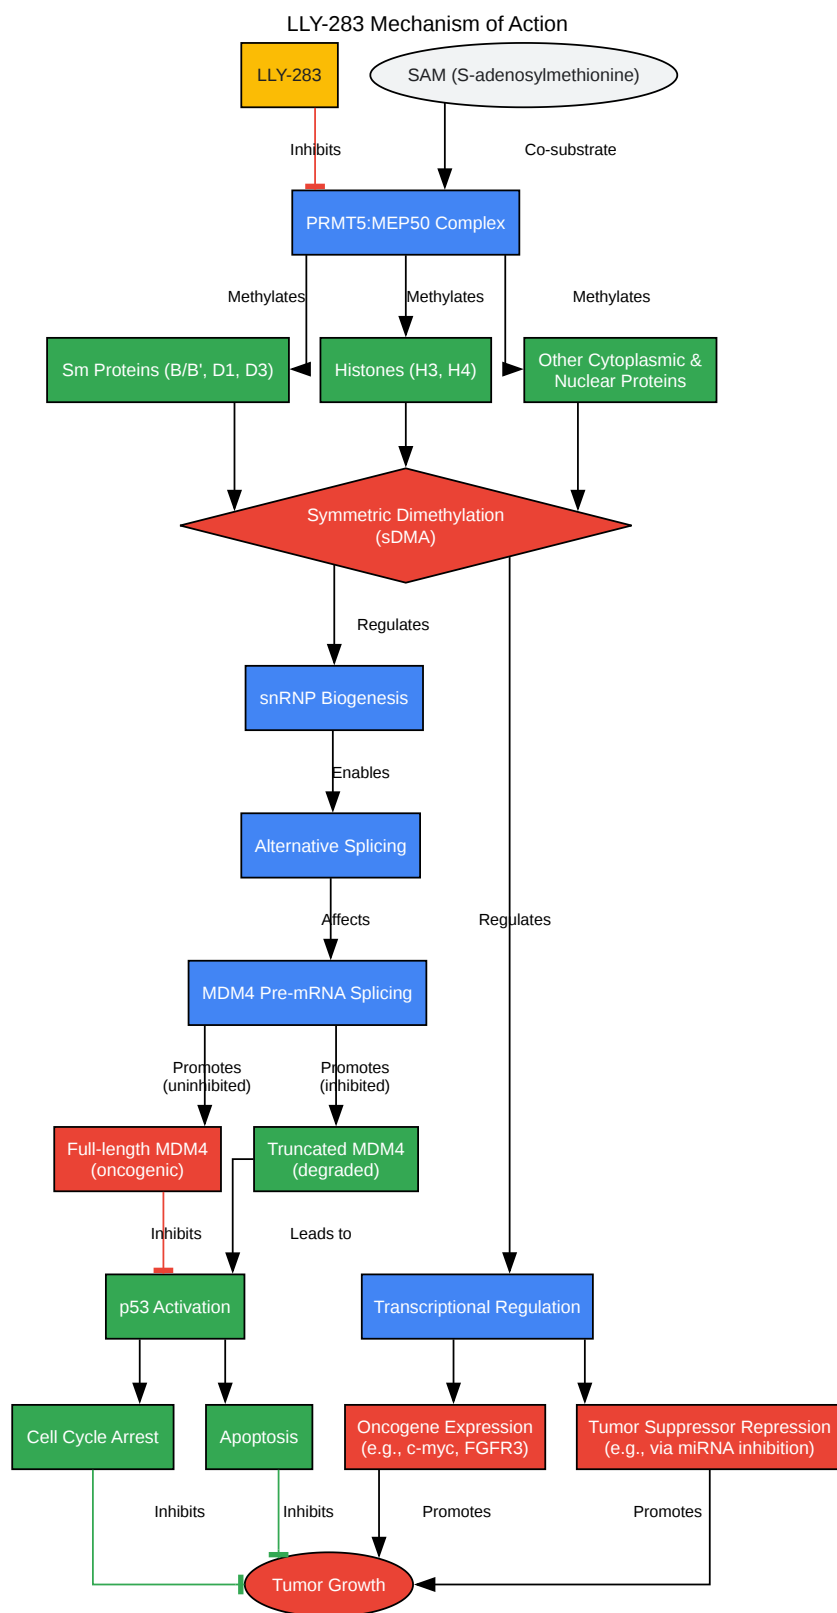 LLY-283 Mechanism of Action
LLY-283
SAM (S-adenosylmethionine)
Inhibits
Co-substrate
PRMT5:MEP50 Complex
Methylates
Methylates
Methylates
Sm Proteins (B/B', D1, D3)
Histones (H3, H4)
Other Cytoplasmic &
Nuclear Proteins
Symmetric Dimethylation
(sDMA)
Regulates
snRNP Biogenesis
Enables
Alternative Splicing
Affects
Regulates
MDM4 Pre-mRNA Splicing
Promotes
(uninhibited)
Promotes
(inhibited)
Full-length MDM4
(oncogenic)
Truncated MDM4
(degraded)
Inhibits
Leads to
p53 Activation
Transcriptional Regulation
Cell Cycle Arrest
Apoptosis
Oncogene Expression
(e.g., c-myc, FGFR3)
Tumor Suppressor Repression
(e.g., via miRNA inhibition)
Inhibits
Inhibits
Promotes
Promotes
Tumor Growth